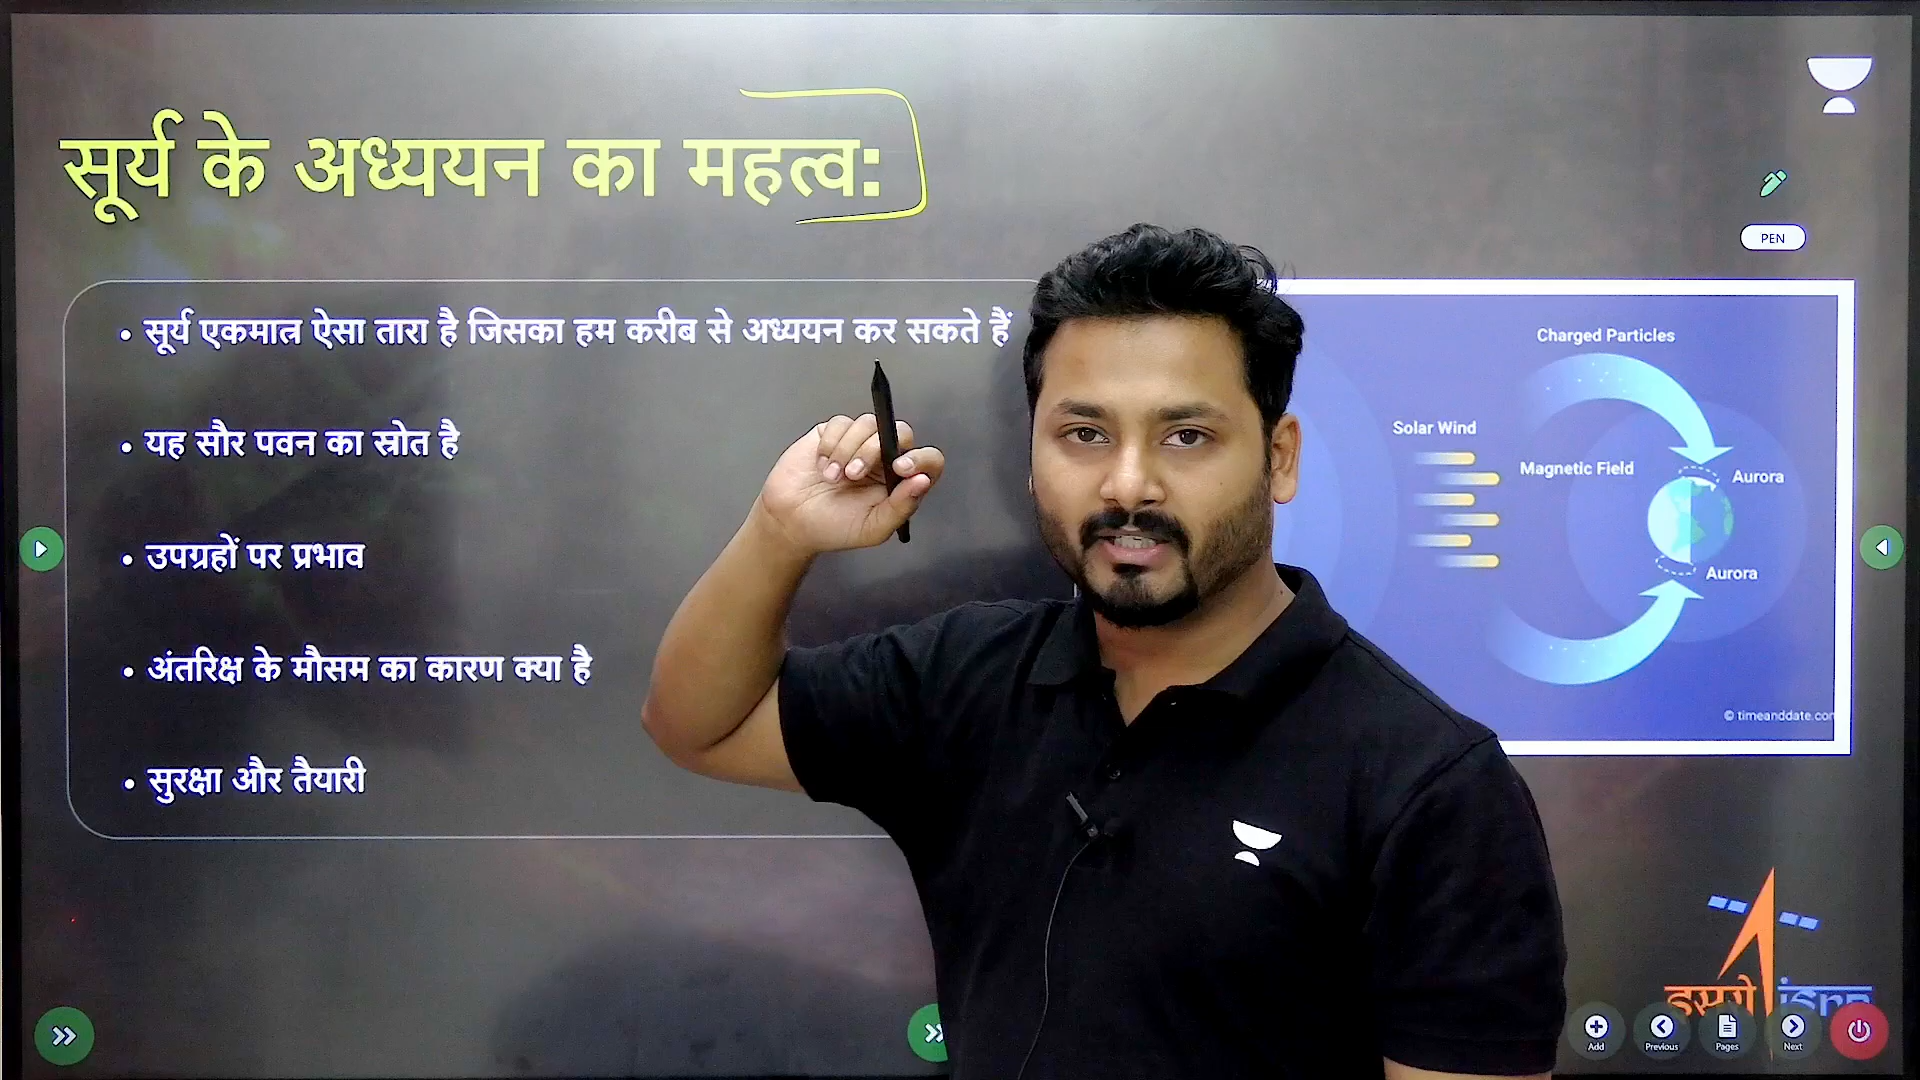 सूर्य के अध्ययन का महत्व:
PEN
• सूर्य एकमात्र ऐसा तारा है जिसका हम करीब से अध्ययन कर सकते हैं
• यह सौर पवन का स्रोत है
• उपग्रहों पर प्रभाव
• अंतरिक्ष के मौसम का कारण क्या है
• सुरक्षा और तैयारी
Charged Particles
Solar Wind
Magnetic Field
Aurora
Aurora
© timeanddate.com
इसरो isro
Add
Previous
Pages
Next